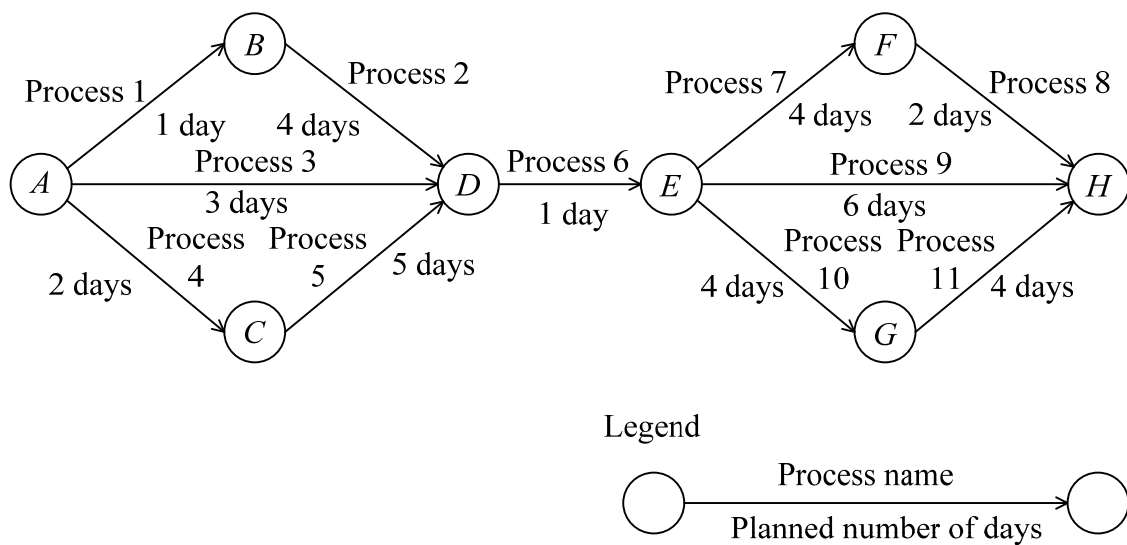 B
F
Process 1
Process 2
Process 7
Process 8
1 day
4 days
4 days
2 days
A
Process 3
D
Process 6
E
Process 9
H
3 days
1 day
6 days
Process
4
Process
5
Process
10
Process
11
2 days
5 days
4 days
4 days
C
G
Legend
Process name
Planned number of days